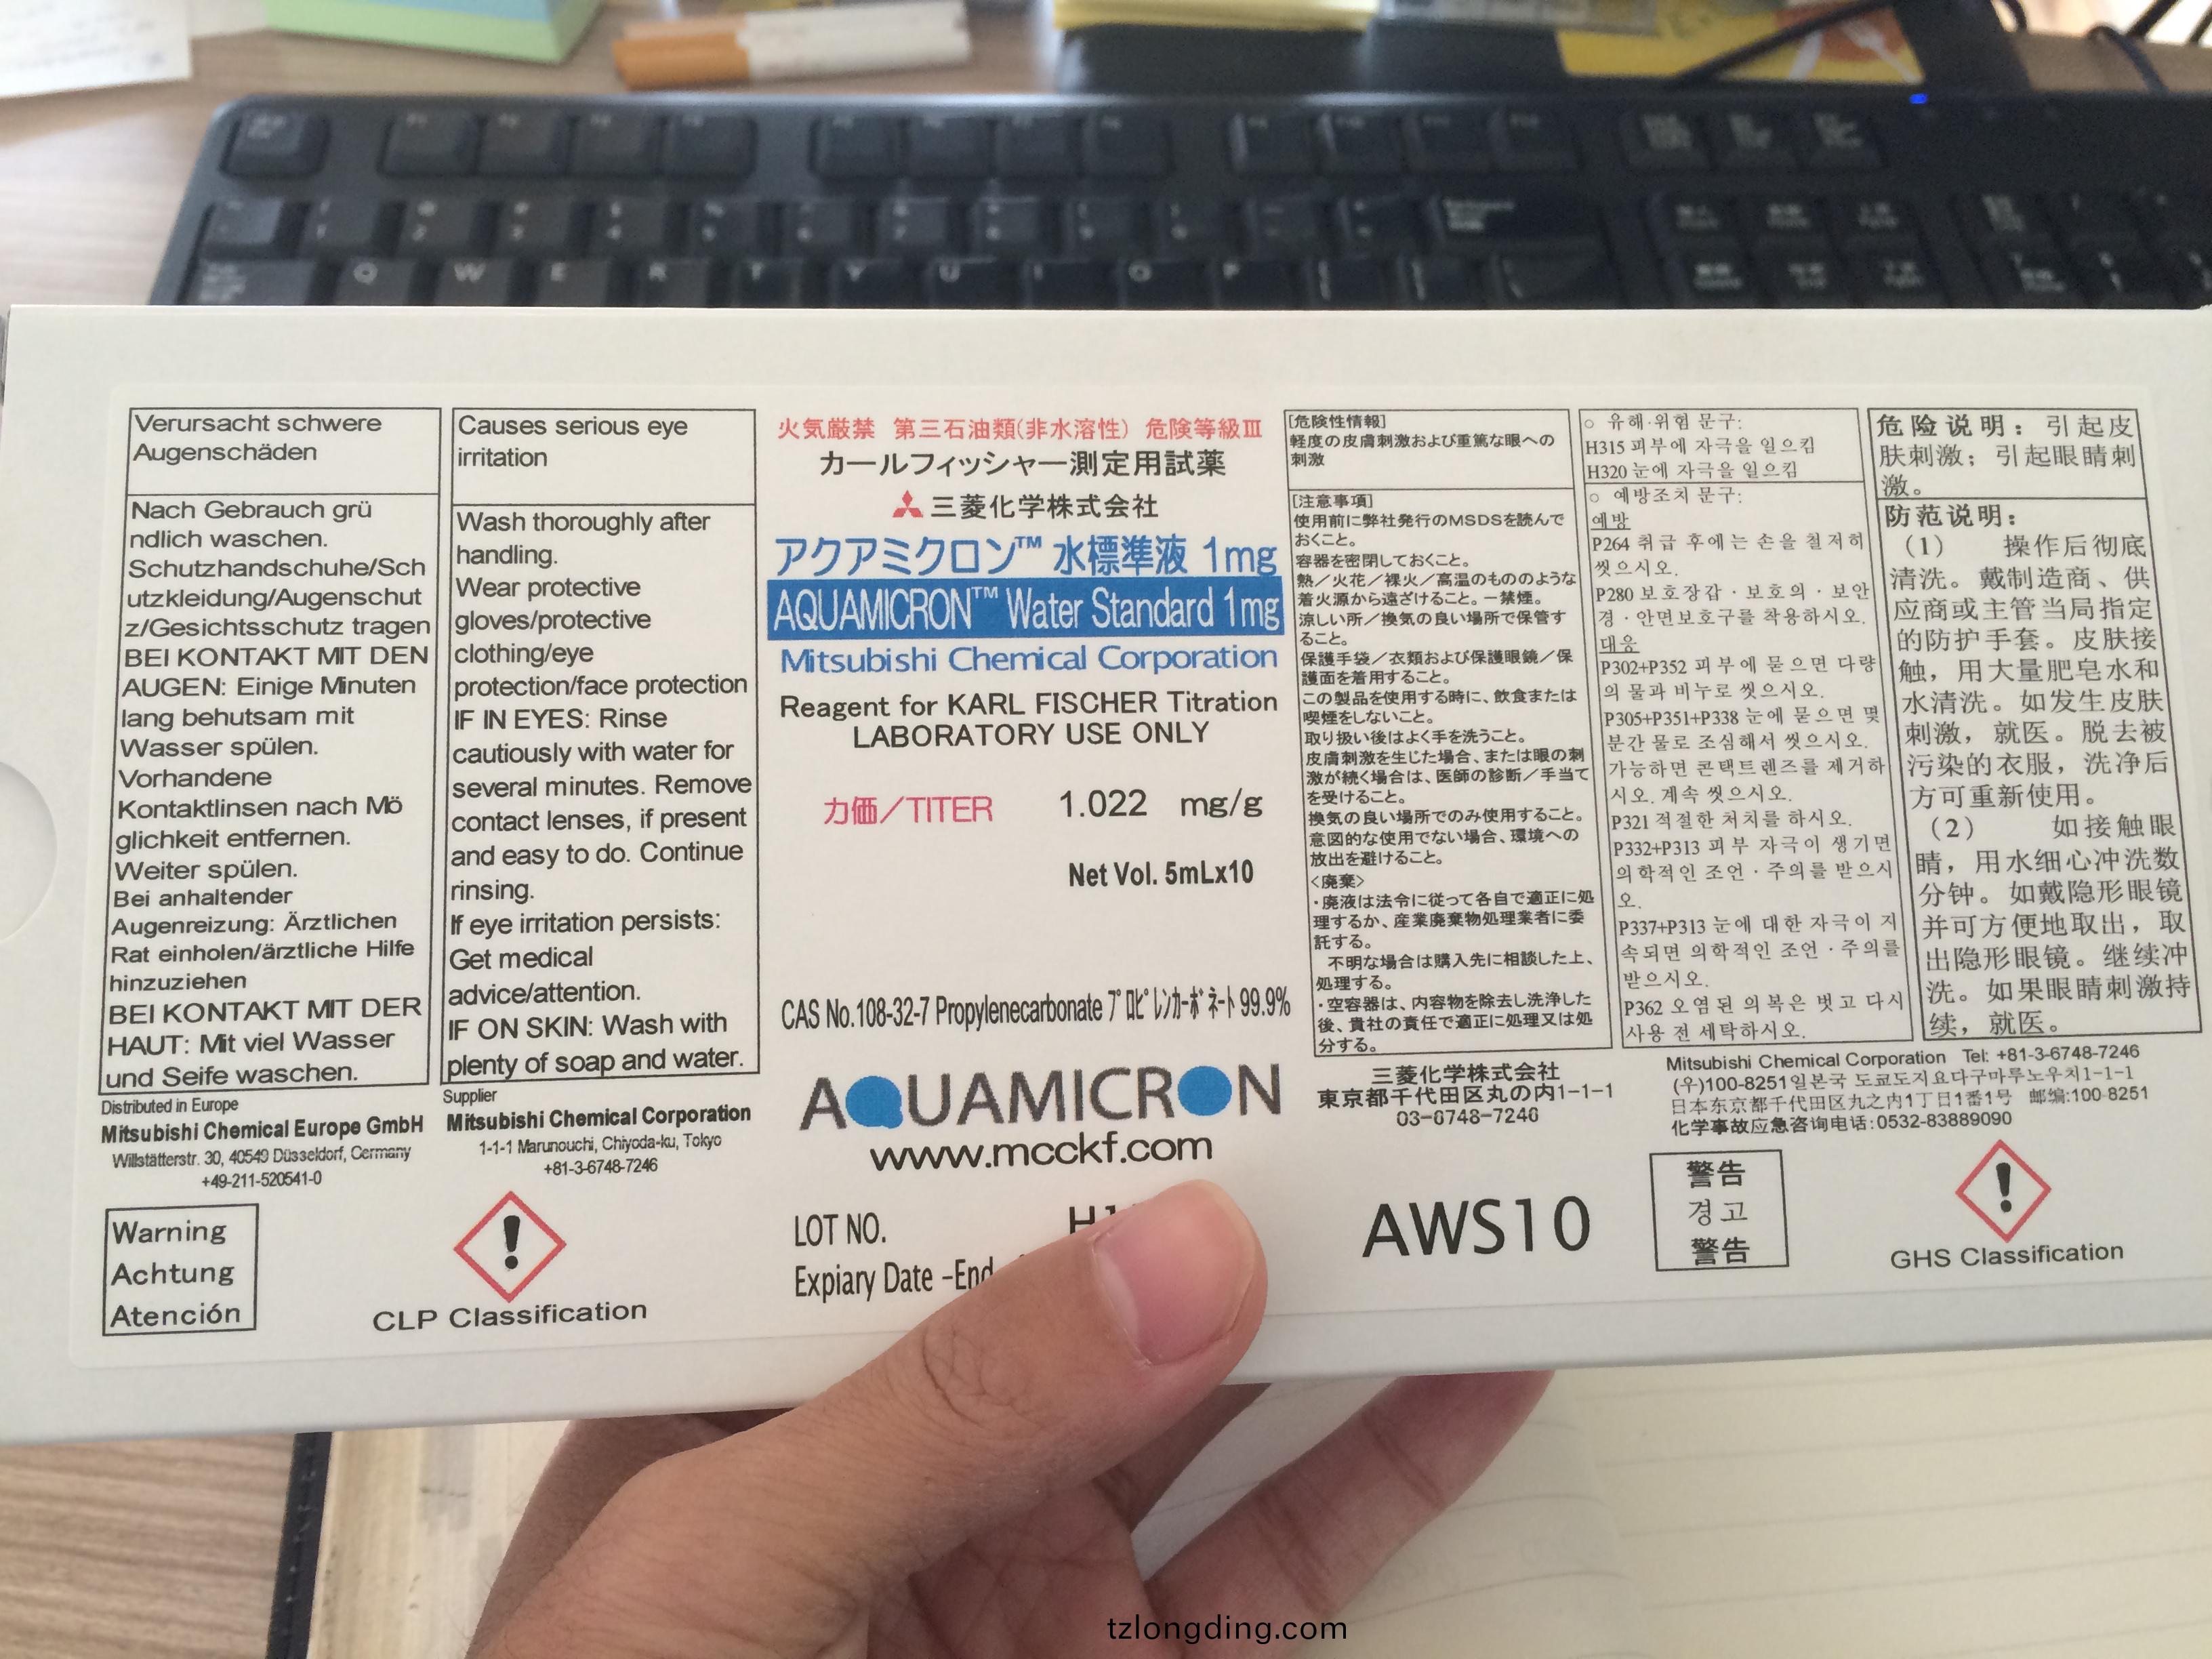 Verursacht schwere
Augenschäden
Nach Gebrauch grü
ndlich waschen.
Schutzhandschuhe/Sch
utzkleidung/Augenschut
z/Gesichtsschutz tragen
BEI KONTAKT MIT DEN
AUGEN: Einige Minuten
lang behutsam mit
Wasser spülen.
Vorhandene
Kontaktlinsen nach Mö
glichkeit entfernen.
Weiter spülen.
Bei anhaltender
Augenreizung: Ärztlichen
Rat einholen/ärztliche Hilfe
hinzuziehen
BEI KONTAKT MIT DER
HAUT: Mit viel Wasser
und Seife waschen.
Distributed in Europe
Mitsubishi Chemical Europe GmbH
Willstätterstr. 30, 40549 Düsseldorf, Germany
+49-211-520541-0
Warning
Achtung
Atención
Causes serious eye
irritation
Wash thoroughly after
handling.
Wear protective
gloves/protective
clothing/eye
protection/face protection
IF IN EYES: Rinse
cautiously with water for
several minutes. Remove
contact lenses, if present
and easy to do. Continue
rinsing.
If eye irritation persists:
Get medical
advice/attention.
IF ON SKIN: Wash with
plenty of soap and water.
Supplier
Mitsubishi Chemical Corporation
1-1-1 Marunouchi, Chiyoda-ku, Tokyo
+81-3-6748-7246
CLP Classification
火気厳禁 第三石油類(非水溶性) 危険等級Ⅲ
カールフィッシャー測定用試薬
三菱化学株式会社
アクアミクロン™ 水標準液 1mg
AQUAMICRON™ Water Standard 1mg
Mitsubishi Chemical Corporation
Reagent for KARL FISCHER Titration
LABORATORY USE ONLY
力価/TITER 1.022 mg/g
Net Vol. 5mLx10
CAS No.108-32-7 Propylenecarbonate ﾌﾟﾛﾋﾟﾚﾝｶｰﾎﾞﾈｰﾄ 99.9%
AQUAMICRON
www.mcckf.com
LOT NO.
Expiary Date -End
[危険性情報]
軽度の皮膚刺激および重篤な眼への
刺激
[注意事項]
使用前に弊社発行のMSDSを読んで
おくこと。
容器を密閉しておくこと。
熱/火花/裸火/高温のもののような
着火源から遠ざけること。ー禁煙。
涼しい所/換気の良い場所で保管す
ること。
保護手袋/衣類および保護眼鏡/保
護面を着用すること。
この製品を使用する時に、飲食または
喫煙をしないこと。
取り扱い後はよく手を洗うこと。
皮膚刺激を生じた場合、または眼の刺
激が続く場合は、医師の診断/手当て
を受けること。
換気の良い場所でのみ使用すること。
意図的な使用でない場合、環境への
放出を避けること。
<廃棄>
・廃液は法令に従って各自で適正に処
理するか、産業廃棄物処理業者に委
託する。
不明な場合は購入先に相談した上、
処理する。
・空容器は、内容物を除去し洗浄した
後、貴社の責任で適正に処理又は処
分する。
三菱化学株式会社
東京都千代田区丸の内1-1-1
03-6748-7246
AWS10
○ 유해·위험 문구:
H315 피부에 자극을 일으킴
H320 눈에 자극을 일으킴
○ 예방조치 문구:
예방
P264 취급 후에는 손을 철저히
씻으시오.
P280 보호장갑·보호의·보안
경·안면보호구를 착용하시오.
대응
P302+P352 피부에 묻으면 다량
의 물과 비누로 씻으시오.
P305+P351+P338 눈에 묻으면 몇
분간 물로 조심해서 씻으시오.
가능하면 콘택트렌즈를 제거하
시오. 계속 씻으시오.
P321 적절한 처치를 하시오.
P332+P313 피부 자극이 생기면
의학적인 조언·주의를 받으시
오.
P337+P313 눈에 대한 자극이 지
속되면 의학적인 조언·주의를
받으시오.
P362 오염된 의복은 벗고 다시
사용 전 세탁하시오.
危险说明：引起皮
肤刺激；引起眼睛刺
激。
防范说明：
（1） 操作后彻底
清洗。戴制造商、供
应商或主管当局指定
的防护手套。皮肤接
触，用大量肥皂水和
水清洗。如发生皮肤
刺激，就医。脱去被
污染的衣服，洗净后
方可重新使用。
（2） 如接触眼
睛，用水细心冲洗数
分钟。如戴隐形眼镜
并可方便地取出，取
出隐形眼镜。继续冲
洗。如果眼睛刺激持
续，就医。
Mitsubishi Chemical Corporation Tel: +81-3-6748-7246
(우)100-8251일본국 도쿄도지요다구마루노우치1-1-1
日本东京都千代田区丸之内1丁目1番1号 邮编:100-8251
化学事故应急咨询电话:0532-83889090
警告
경고
警告
GHS Classification
Q W E R T Y U I O P
tzlongding.com